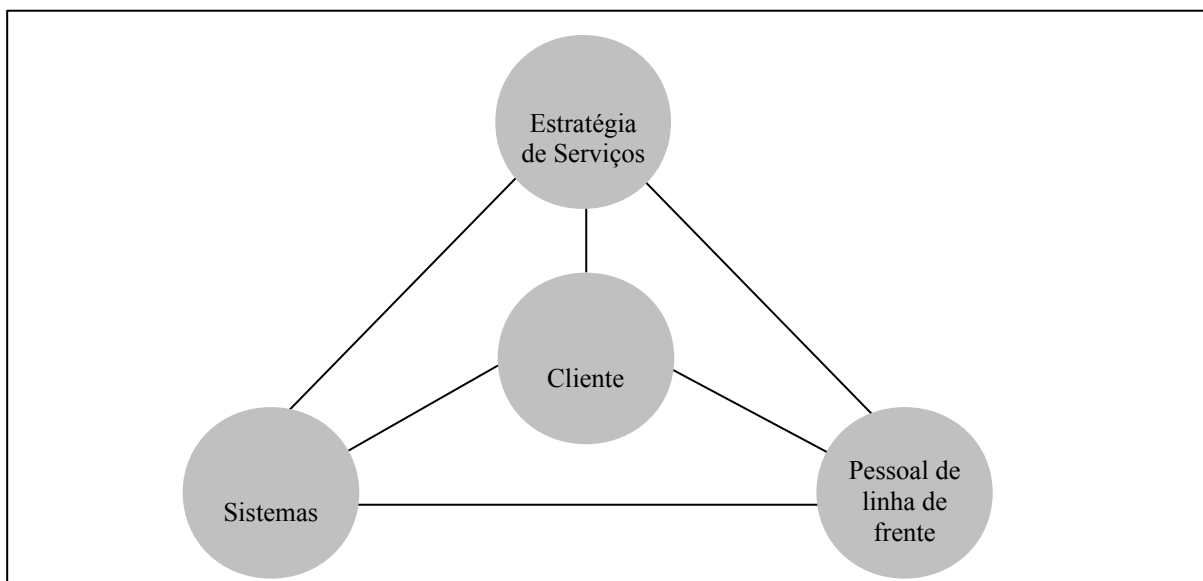 Estratégia
de Serviços
Cliente
Sistemas
Pessoal de
linha de
frente